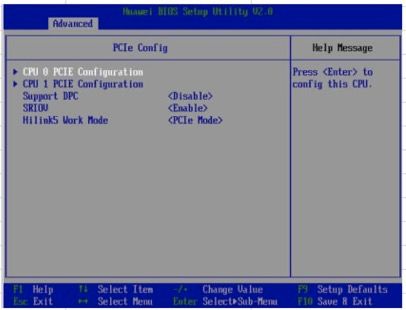 Huawei BIOS Setup Utility V2.0
Advanced
PCIe Config
Help Message
▶ CPU 0 PCIE Configuration
▶ CPU 1 PCIE Configuration
Support DPC <Disable>
SRIOV <Enable>
Hilink5 Work Mode <PCIe Mode>
Press <Enter> to
config this CPU.
F1 Help ↑↓ Select Item -/+ Change Value F9 Setup Defaults
Esc Exit ↔ Select Menu Enter Select▶Sub-Menu F10 Save & Exit